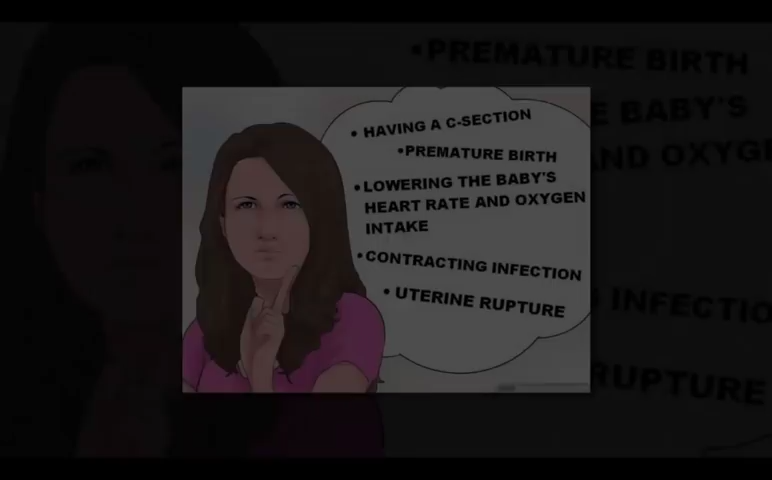 • HAVING A C-SECTION
•PREMATURE BIRTH
• LOWERING THE BABY'S
HEART RATE AND OXYGEN
INTAKE
• CONTRACTING INFECTION
• UTERINE RUPTURE